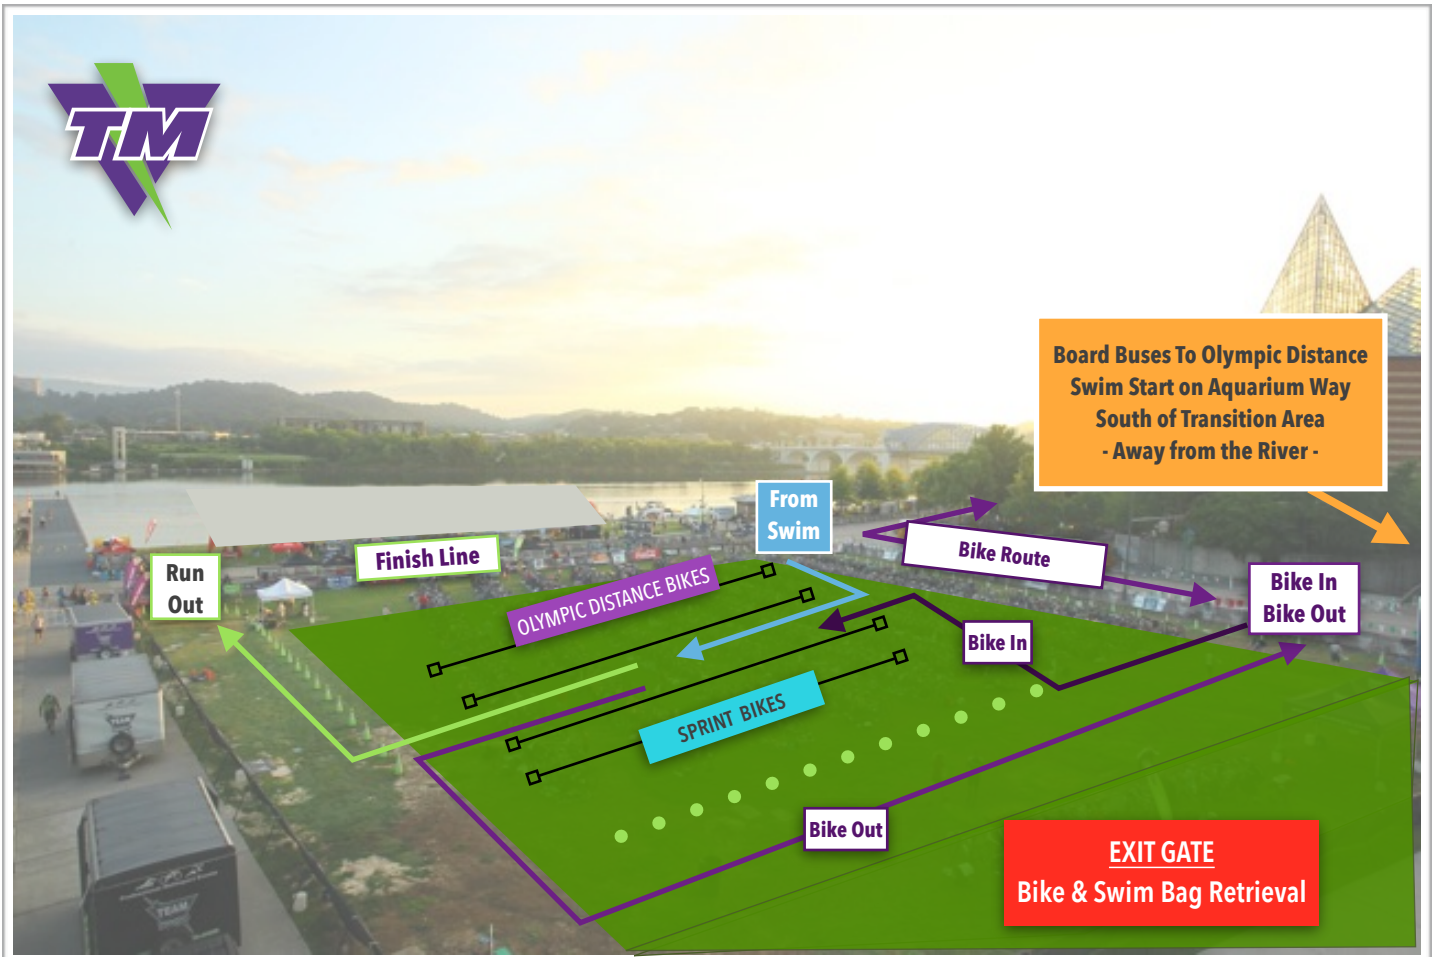 TM
Board Buses To Olympic Distance
Swim Start on Aquarium Way
South of Transition Area
- Away from the River -
From
Swim
Finish Line
Run
Out
Bike Route
OLYMPIC DISTANCE BIKES
Bike In
Bike Out
Bike In
SPRINT BIKES
Bike Out
EXIT GATE
Bike & Swim Bag Retrieval
TEAM
TEAM